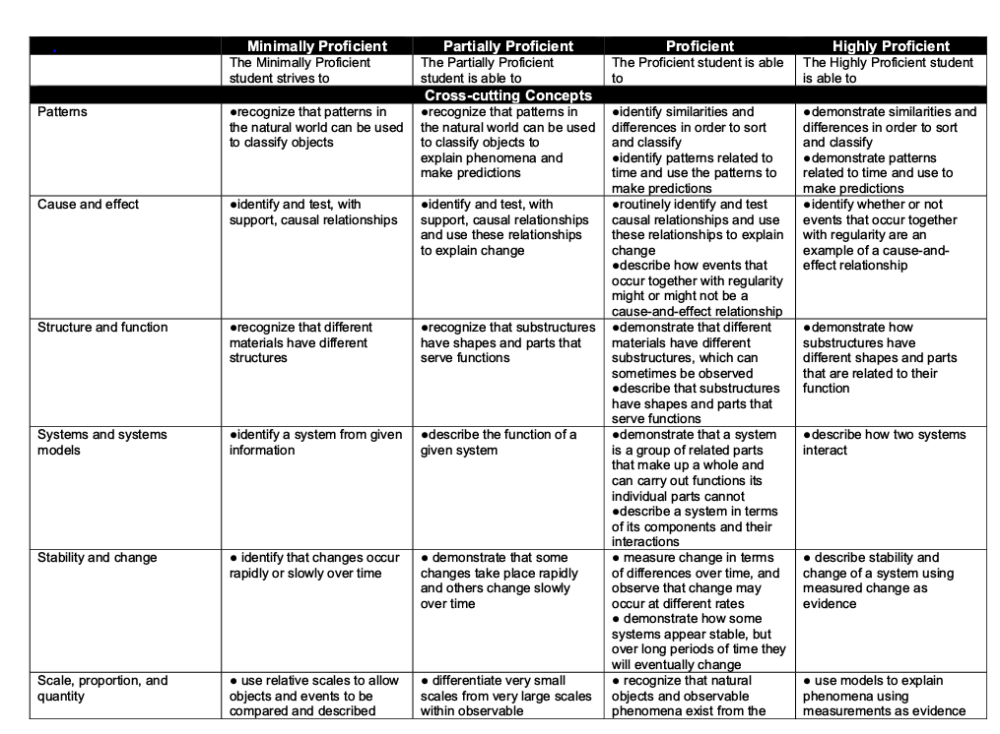 Minimally Proficient
Partially Proficient
Proficient
Highly Proficient
The Minimally Proficient
student strives to
The Partially Proficient
student is able to
The Proficient student is able
to
The Highly Proficient student
is able to
Cross-cutting Concepts
Patterns
●recognize that patterns in
the natural world can be used
to classify objects
●recognize that patterns in
the natural world can be used
to classify objects to
explain phenomena and
make predictions
●identify similarities and
differences in order to sort
and classify
●identify patterns related to
time and use the patterns to
make predictions
●demonstrate similarities and
differences in order to sort
and classify
●demonstrate patterns
related to time and use to
make predictions
Cause and effect
●identify and test, with
support, causal relationships
●identify and test, with
support, causal relationships
and use these relationships
to explain change
●routinely identify and test
causal relationships and use
these relationships to explain
change
●describe how events that
occur together with regularity
might or might not be a
cause-and-effect relationship
●identify whether or not
events that occur together
with regularity are an
example of a cause-and-
effect relationship
Structure and function
●recognize that different
materials have different
structures
●recognize that substructures
have shapes and parts that
serve functions
●demonstrate that different
materials have different
substructures, which can
sometimes be observed
●describe that substructures
have shapes and parts that
serve functions
●demonstrate how
substructures have
different shapes and parts
that are related to their
function
Systems and systems
models
●identify a system from given
information
●describe the function of a
given system
●demonstrate that a system
is a group of related parts
that make up a whole and
can carry out functions its
individual parts cannot
●describe a system in terms
of its components and their
interactions
●describe how two systems
interact
Stability and change
● identify that changes occur
rapidly or slowly over time
● demonstrate that some
changes take place rapidly
and others change slowly
over time
● measure change in terms
of differences over time, and
observe that change may
occur at different rates
● demonstrate how some
systems appear stable, but
over long periods of time they
will eventually change
● describe stability and
change of a system using
measured change as
evidence
Scale, proportion, and
quantity
● use relative scales to allow
objects and events to be
compared and described
● differentiate very small
scales from very large scales
within observable
● recognize that natural
objects and observable
phenomena exist from the
● use models to explain
phenomena using
measurements as evidence